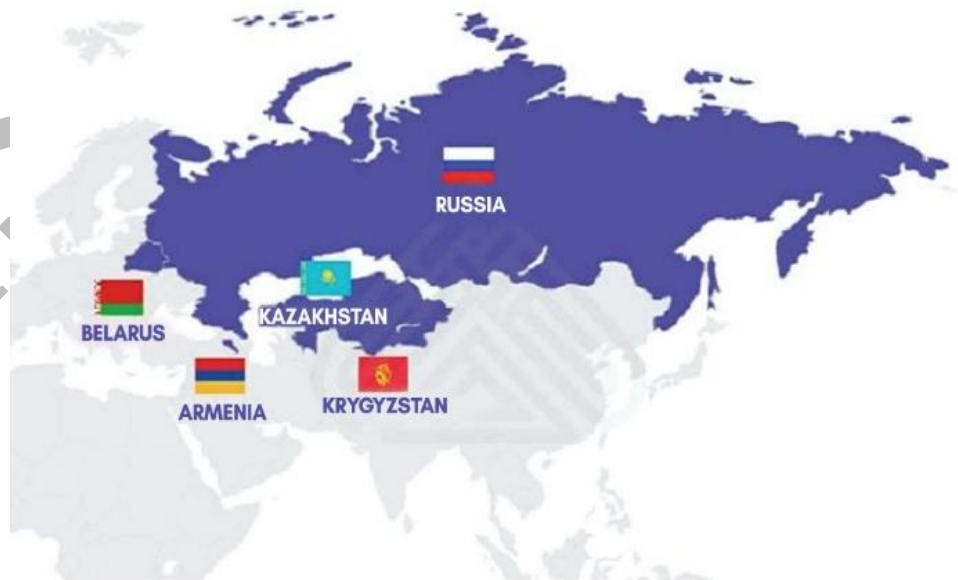 RUSSIA
KAZAKHSTAN
BELARUS
ARMENIA
KRYGYZSTAN